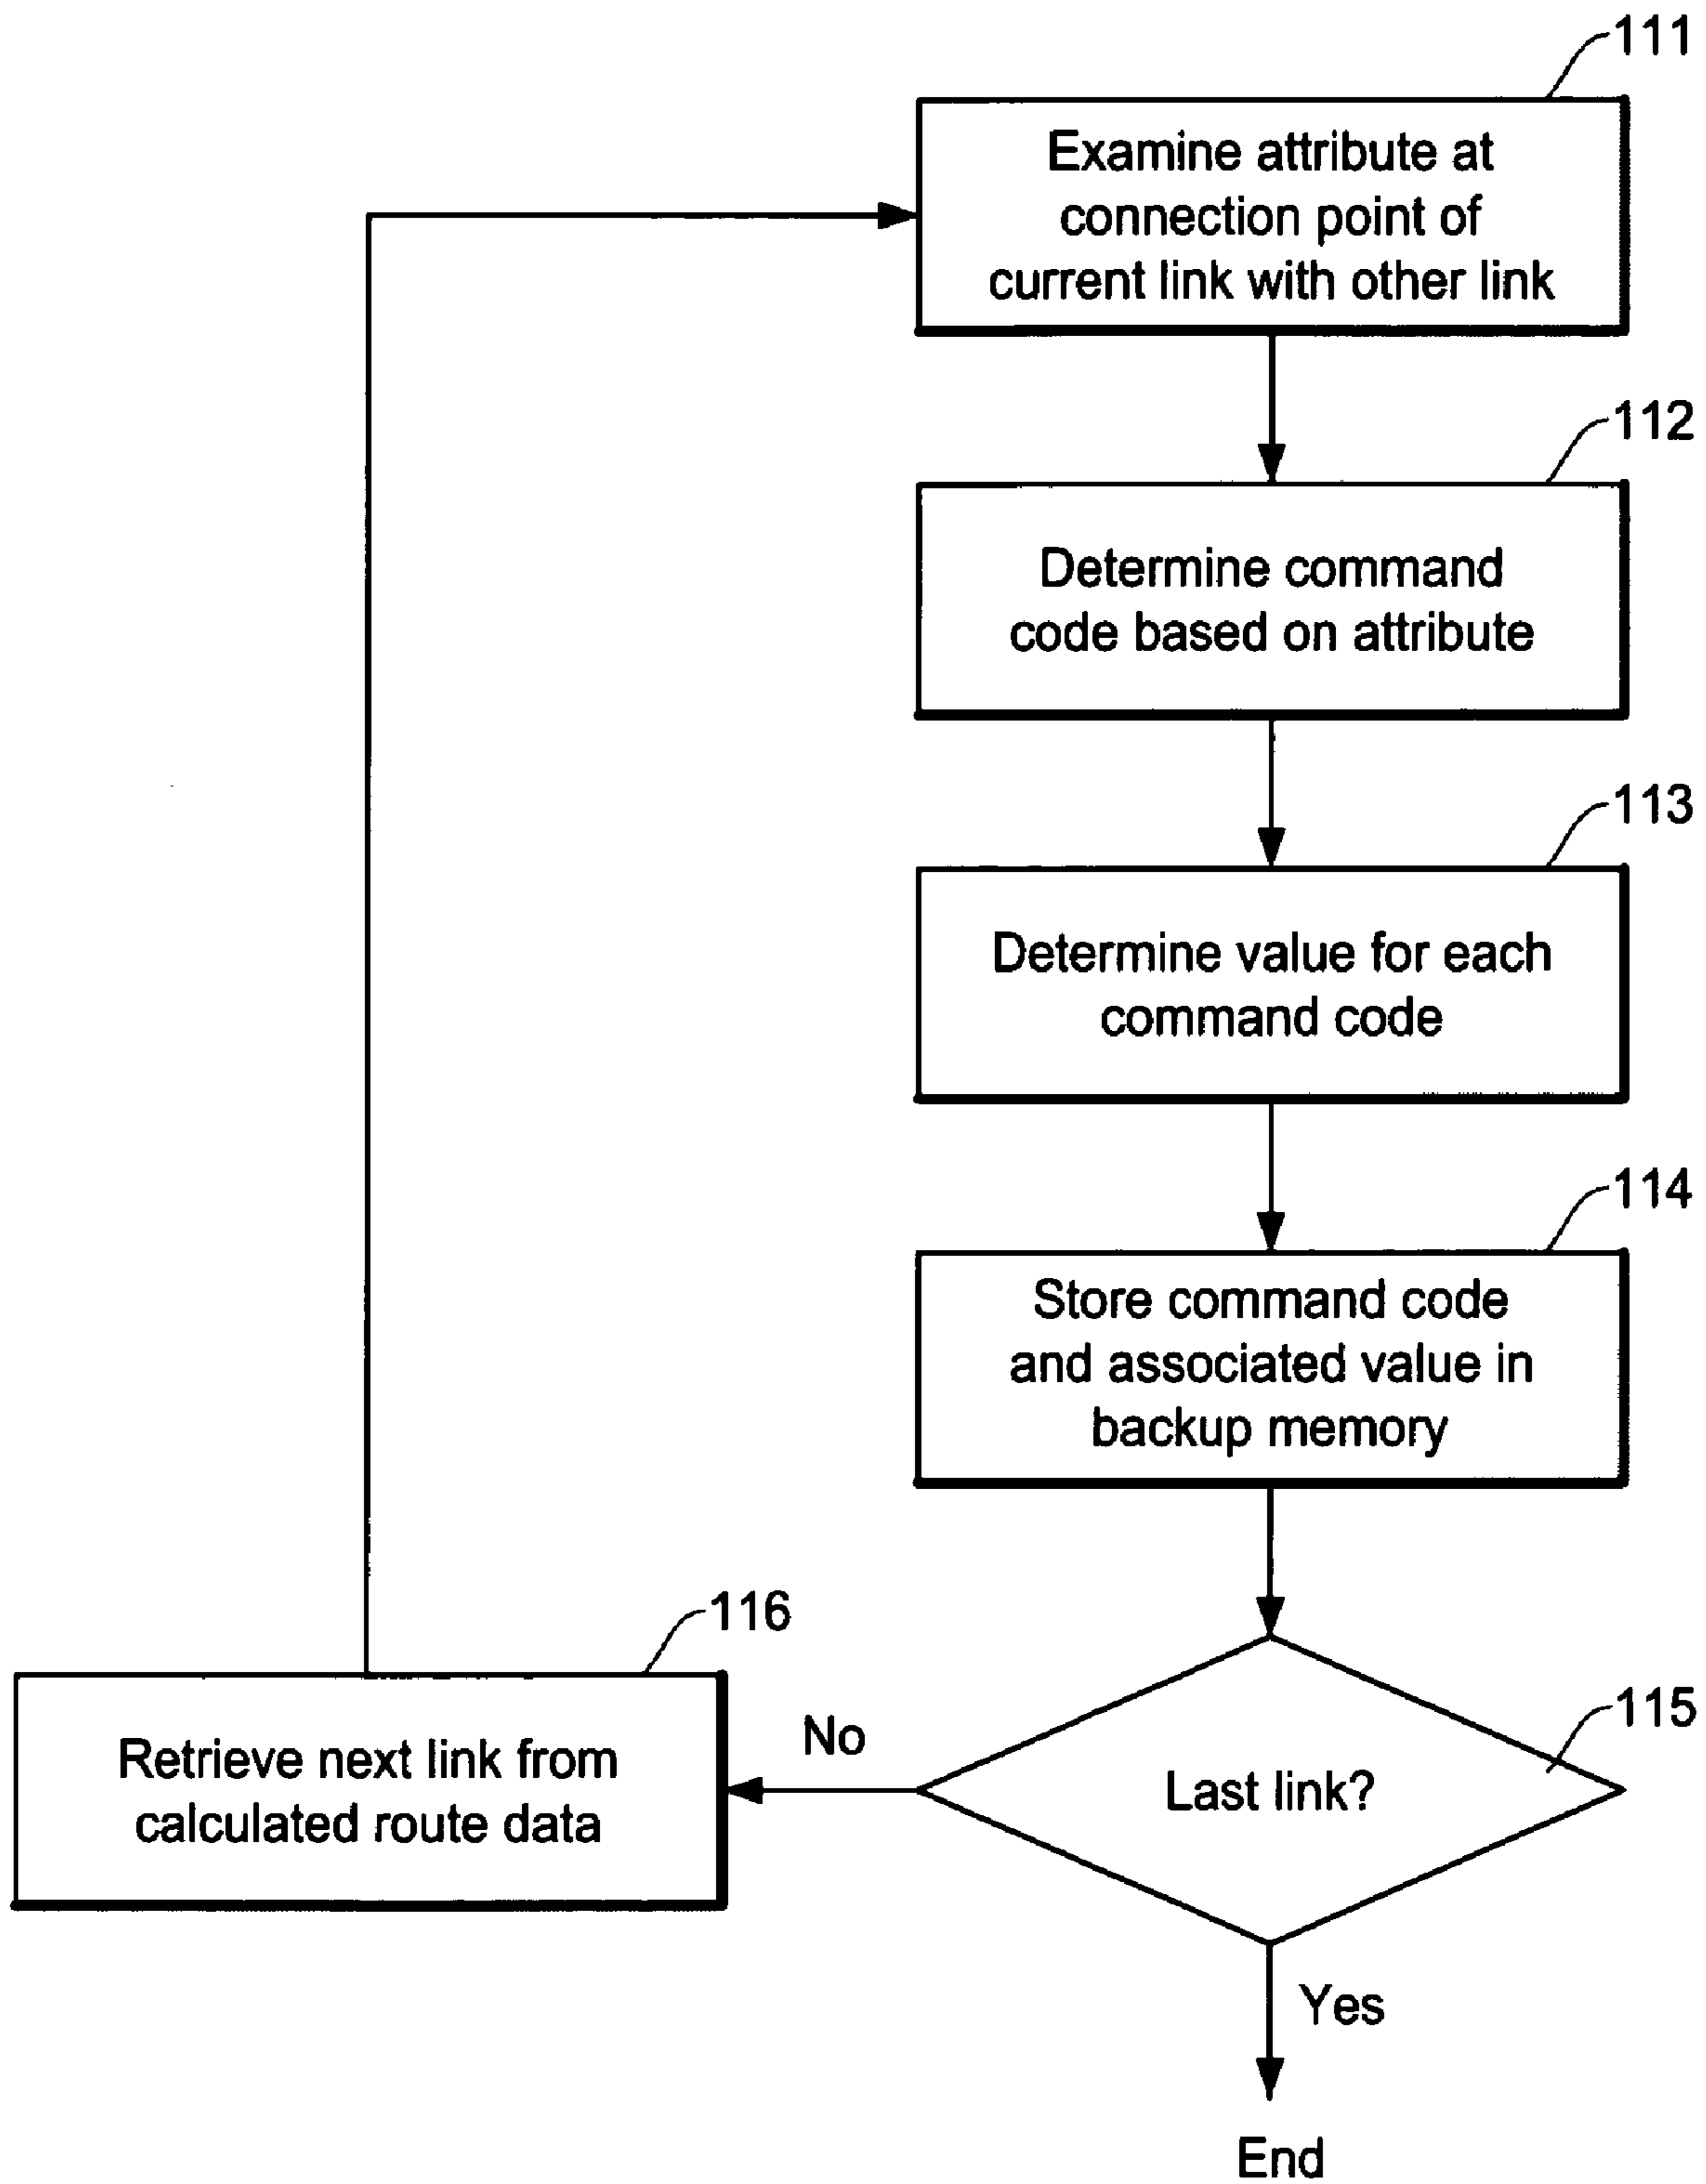 111
Examine attribute at
connection point of
current link with other link
112
Determine command
code based on attribute
113
Determine value for each
command code
114
Store command code
and associated value in
backup memory
116
115
Retrieve next link from
calculated route data
No
Last link?
Yes
End